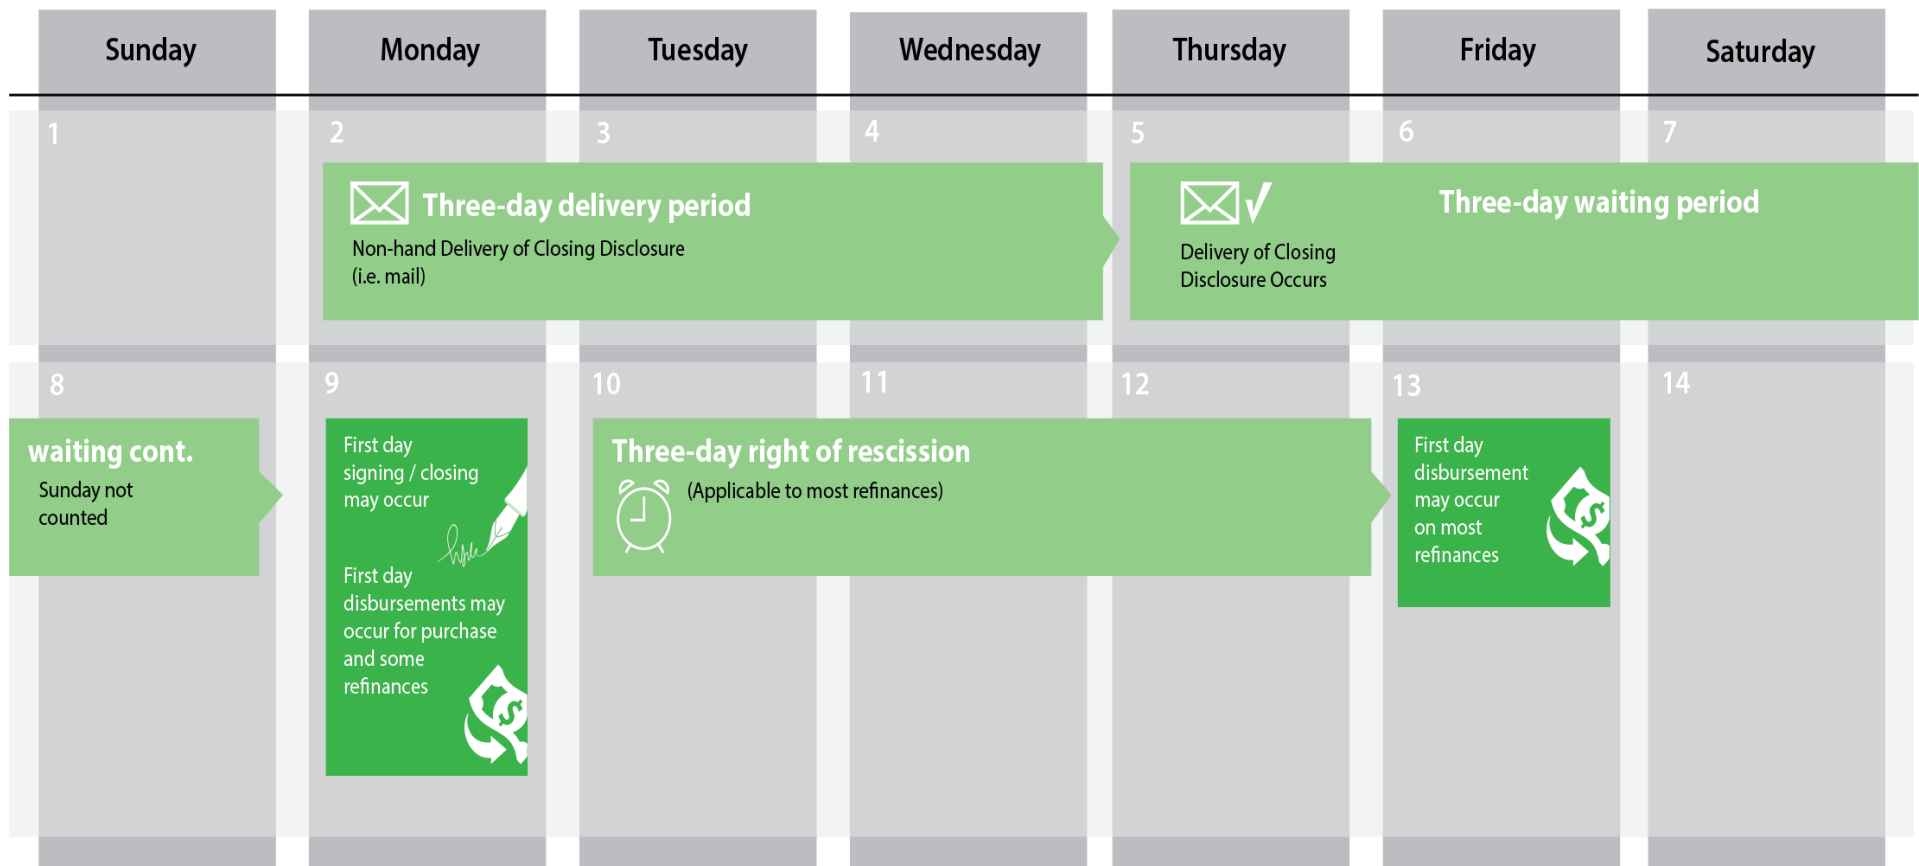 Sunday
Monday
Tuesday
Wednesday
Thursday
Friday
Saturday
1
2
3
4
5
6
7
Three-day delivery period
Non-hand Delivery of Closing Disclosure
(i.e. mail)
Three-day waiting period
Delivery of Closing
Disclosure Occurs
8
9
10
11
12
13
14
waiting cont.
Sunday not
counted
First day
signing / closing
may occur
First day
disbursements may
occur for purchase
and some
refinances
Three-day right of rescission
(Applicable to most refinances)
First day
disbursement
may occur
on most
refinances
$
$